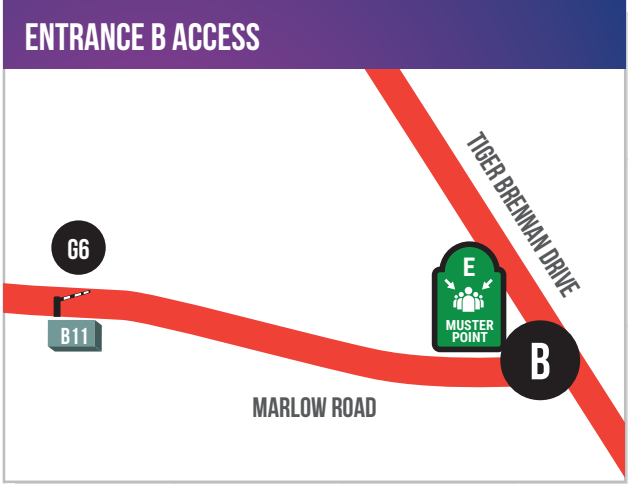 ENTRANCE B ACCESS
TIGER BRENNAN DRIVE
G6
E
MUSTER
POINT
B11
B
MARLOW ROAD